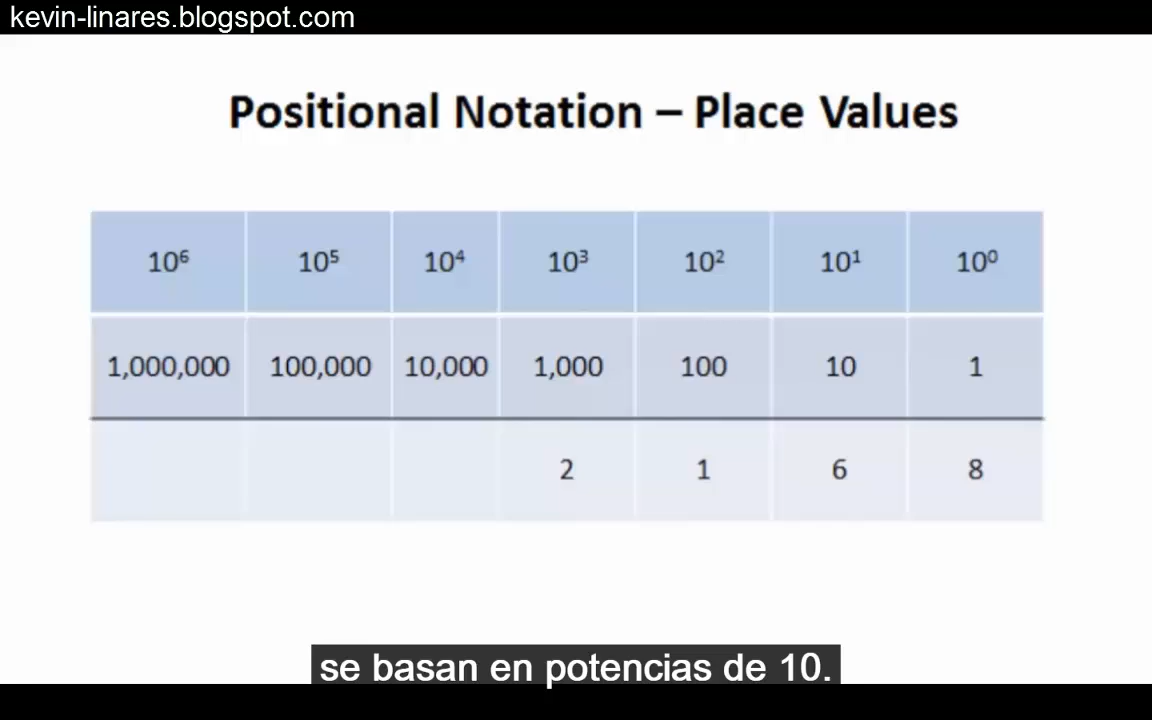 kevin-linares.blogspot.com
Positional Notation – Place Values
10⁶ 10⁵ 10⁴ 10³ 10² 10¹ 10⁰
1,000,000 100,000 10,000 1,000 100 10 1
2 1 6 8
se basan en potencias de 10.